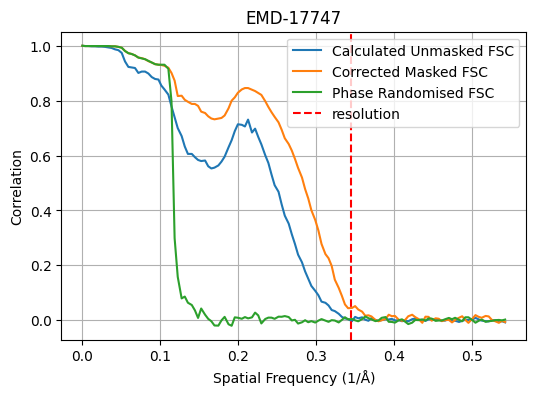 EMD-17747
Calculated Unmasked FSC
Corrected Masked FSC
Phase Randomised FSC
resolution
Correlation
1.0
0.8
0.6
0.4
0.2
0.0
0.0 0.1 0.2 0.3 0.4 0.5
Spatial Frequency (1/Å)